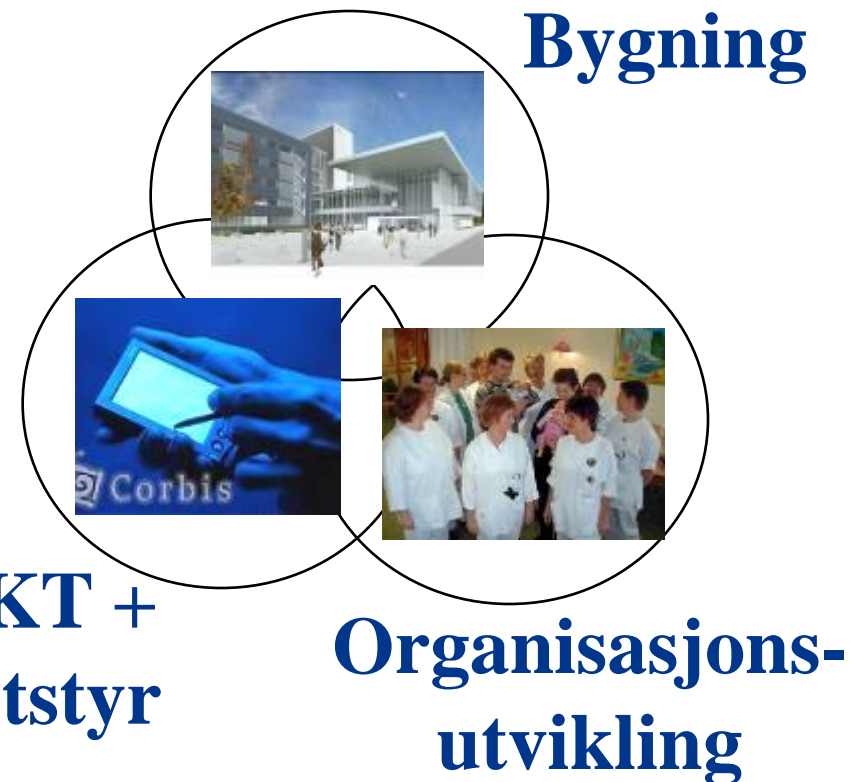 Bygning
Corbis
KT +
tstyr
Organisasjons-
utvikling